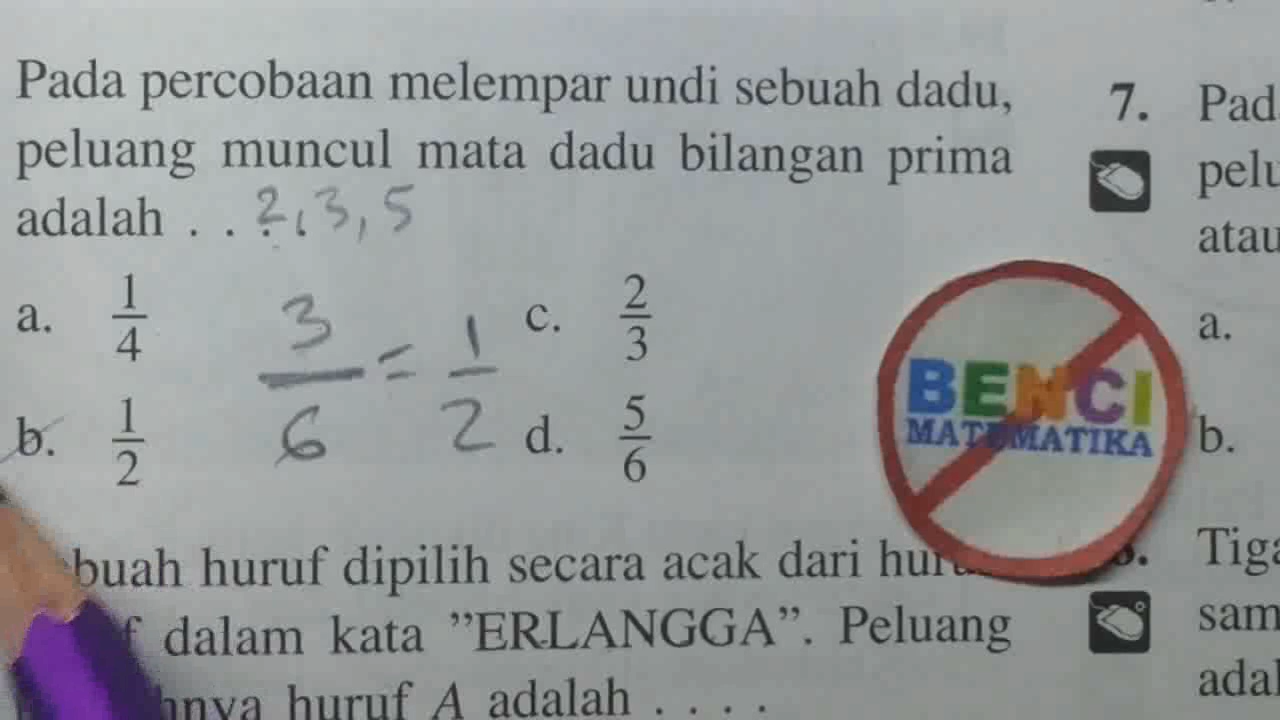 Pada percobaan melempar undi sebuah dadu,
peluang muncul mata dadu bilangan prima
adalah . . . .
2, 3, 5
a. 1/4
b. 1/2
3/6 = 1/2
c. 2/3
d. 5/6
buah huruf dipilih secara acak dari
dalam kata ”ERLANGGA”. Peluang
huruf A adalah . . . .
7. Pad
pelu
atau
a.
b.
Tiga
sam
adal
BENCI
MATEMATIKA